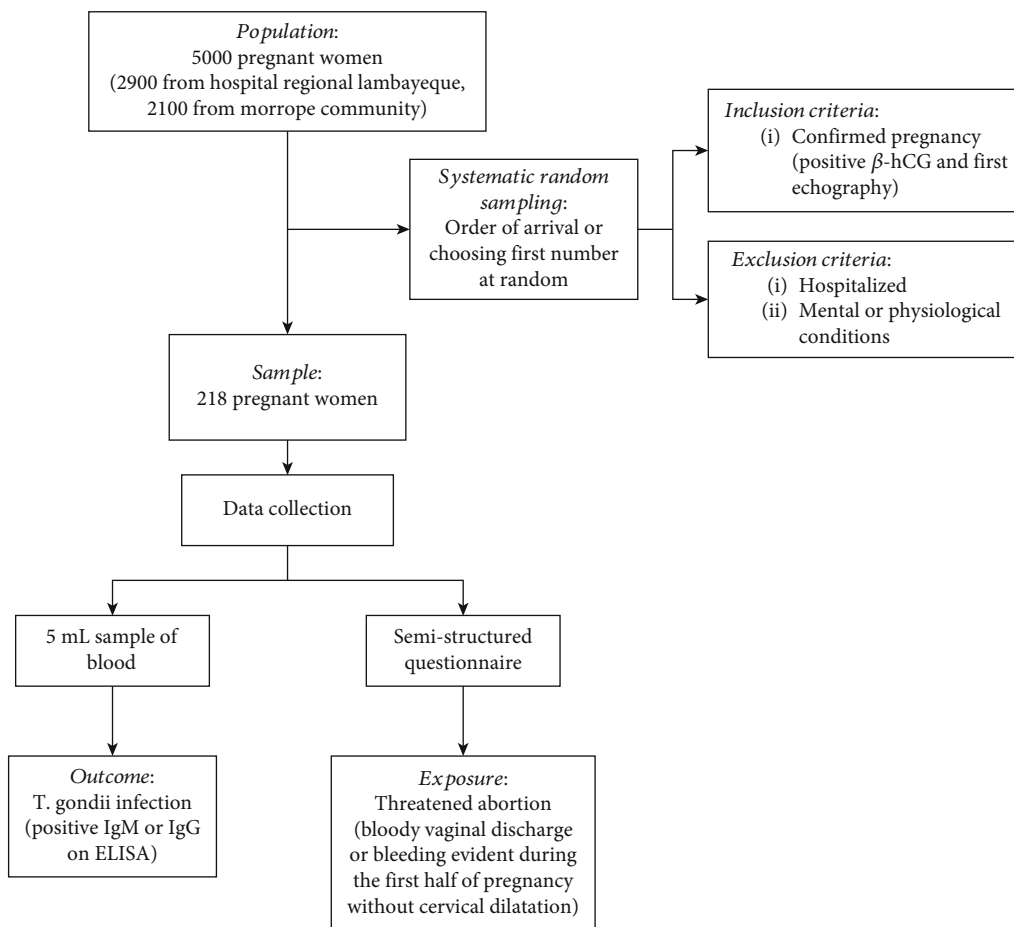 Population:
5000 pregnant women
(2900 from hospital regional lambayeque,
2100 from morrope community)
Systematic random
sampling:
Order of arrival or
choosing first number
at random
Inclusion criteria:
(i) Confirmed pregnancy
(positive β-hCG and first
echography)
Exclusion criteria:
(i) Hospitalized
(ii) Mental or physiological
conditions
Sample:
218 pregnant women
Data collection
5 mL sample of
blood
Semi-structured
questionnaire
Outcome:
T. gondii infection
(positive IgM or IgG
on ELISA)
Exposure:
Threatened abortion
(bloody vaginal discharge
or bleeding evident during
the first half of pregnancy
without cervical dilatation)